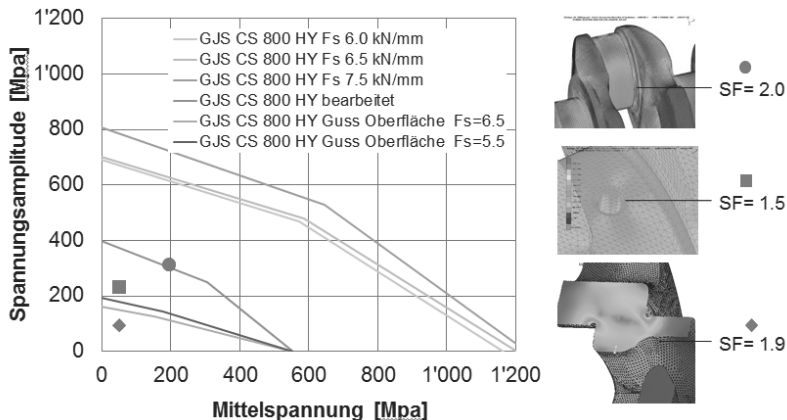 Spannungsamplitude [Mpa]
1'200
1'000
800
600
400
200
0
GJS CS 800 HY Fs 6.0 kN/mm
GJS CS 800 HY Fs 6.5 kN/mm
GJS CS 800 HY Fs 7.5 kN/mm
GJS CS 800 HY bearbeitet
GJS CS 800 HY Guss Oberfläche Fs=6.5
GJS CS 800 HY Guss Oberfläche Fs=5.5
0 200 400 600 800 1'000 1'200
Mittelspannung [Mpa]
SF= 2.0
SF= 1.5
SF= 1.9